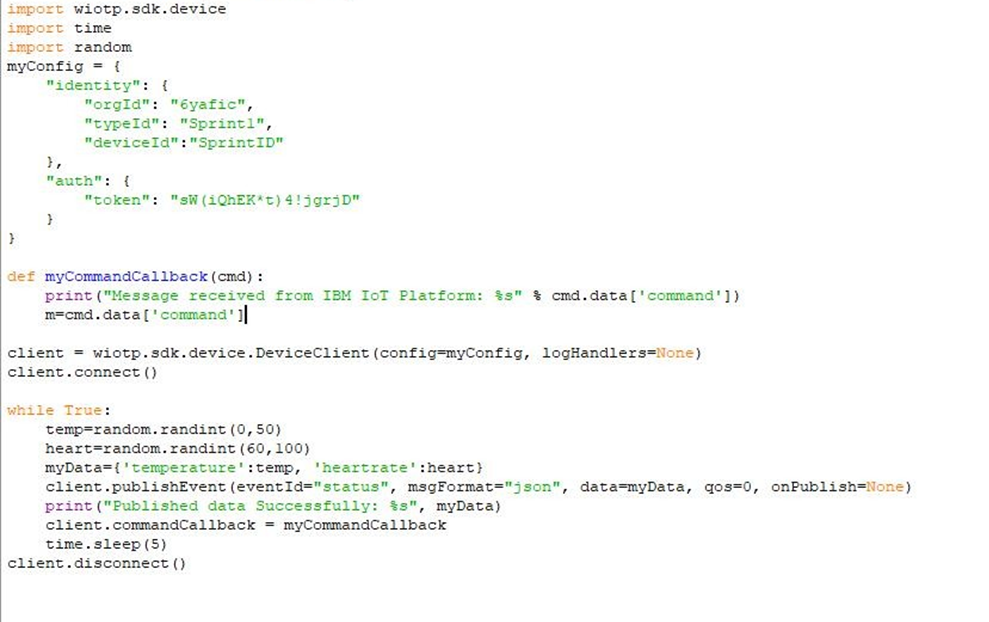 import wiotp.sdk.device
import time
import random
myConfig = {
    "identity": {
        "orgId": "6yafic",
        "typeId": "Sprint1",
        "deviceId":"SprintID"
    },
    "auth": {
        "token": "sW(iQhEK*t)4!jgrjD"
    }
}

def myCommandCallback(cmd):
    print("Message received from IBM IoT Platform: %s" % cmd.data['command'])
    m=cmd.data['command']

client = wiotp.sdk.device.DeviceClient(config=myConfig, logHandlers=None)
client.connect()

while True:
    temp=random.randint(0,50)
    heart=random.randint(60,100)
    myData={'temperature':temp, 'heartrate':heart}
    client.publishEvent(eventId="status", msgFormat="json", data=myData, qos=0, onPublish=None)
    print("Published data Successfully: %s", myData)
    client.commandCallback = myCommandCallback
    time.sleep(5)
client.disconnect()